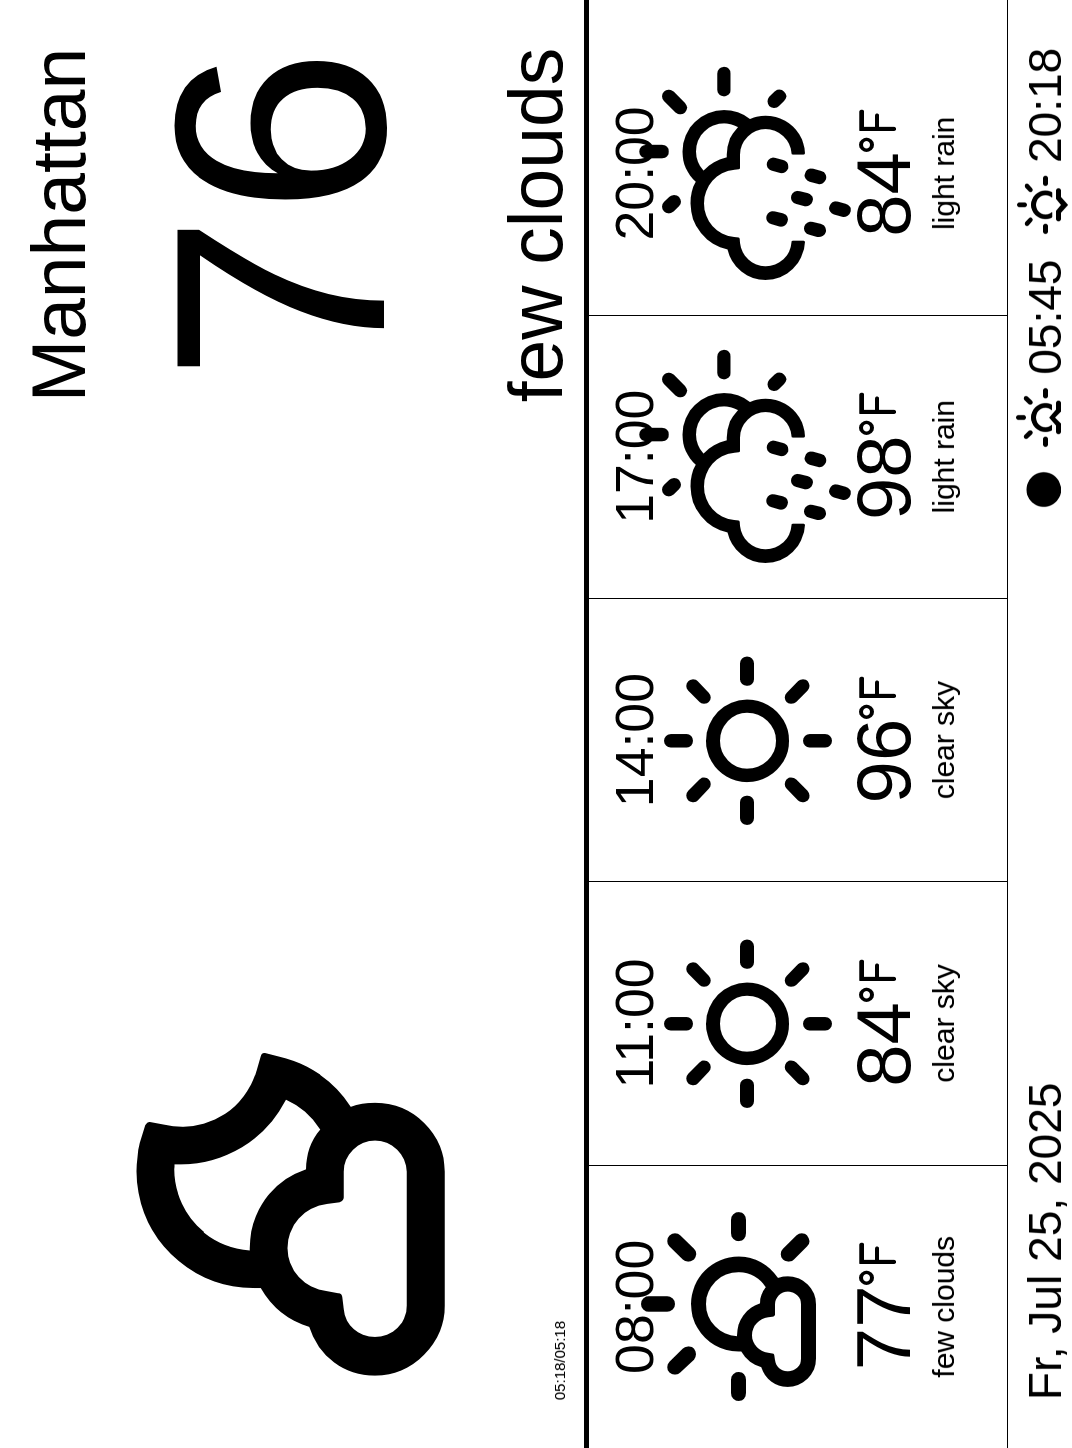 Manhattan
76
few clouds
05:18/05:18
08:00
77°F
few clouds
11:00
84°F
clear sky
14:00
96°F
clear sky
17:00
98°F
light rain
20:00
84°F
light rain
Fr, Jul 25, 2025
05:45 20:18